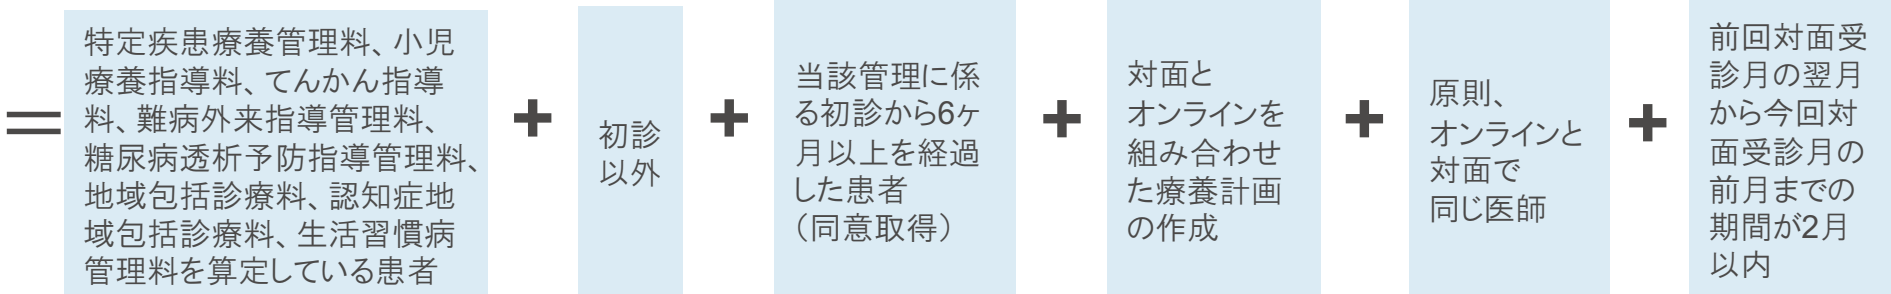 =
特定疾患療養管理料、小児
療養指導料、てんかん指導
料、難病外来指導管理料、
糖尿病透析予防指導管理料、
地域包括診療料、認知症地
域包括診療料、生活習慣病
管理料を算定している患者
+
初診
以外
+
当該管理に係
る初診から6ヶ
月以上を経過
した患者
（同意取得）
+
対面と
オンラインを
組み合わせ
た療養計画
の作成
+
原則、
オンラインと
対面で
同じ医師
+
前回対面受
診月の翌月
から今回対
面受診月の
前月までの
期間が2月
以内